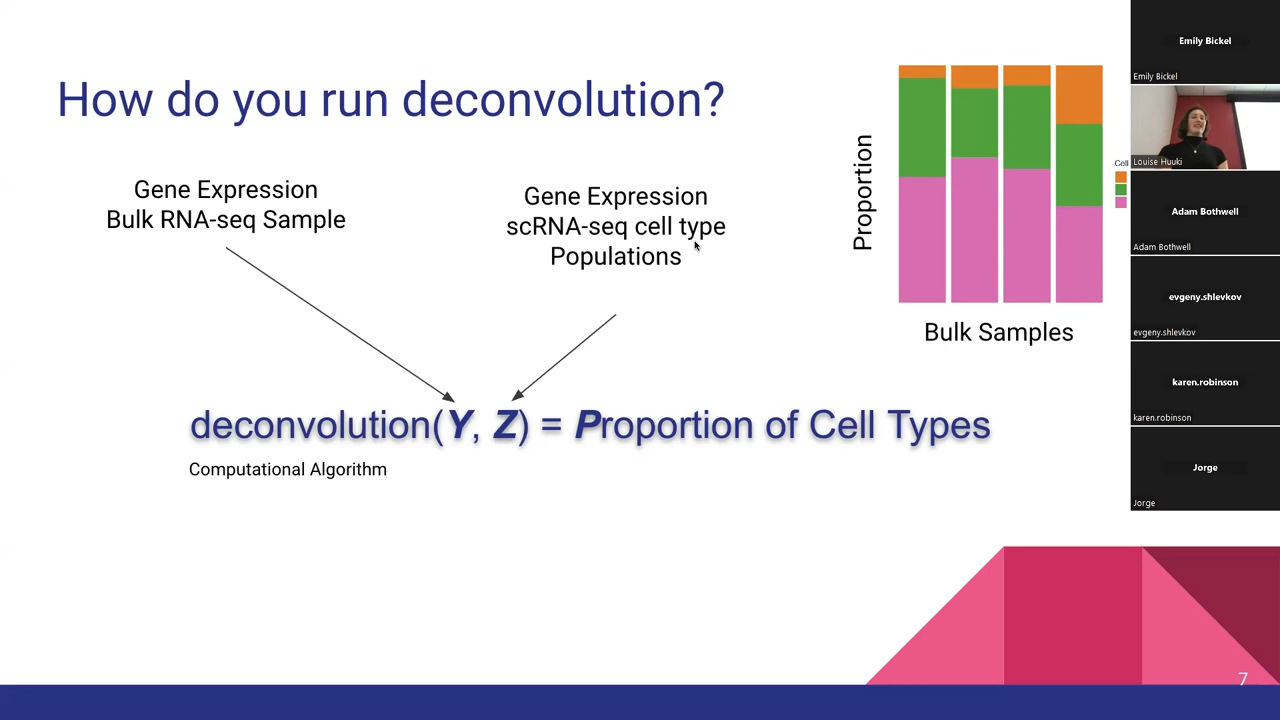 How do you run deconvolution?
Gene Expression
Bulk RNA-seq Sample
Gene Expression
scRNA-seq cell type
Populations
Proportion
Bulk Samples
Cell
deconvolution(Y, Z) = Proportion of Cell Types
Computational Algorithm
7
Emily Bickel
Emily Bickel
Louise Huuki
Adam Bothwell
Adam Bothwell
evgeny.shlevkov
evgeny.shlevkov
karen.robinson
karen.robinson
Jorge
Jorge